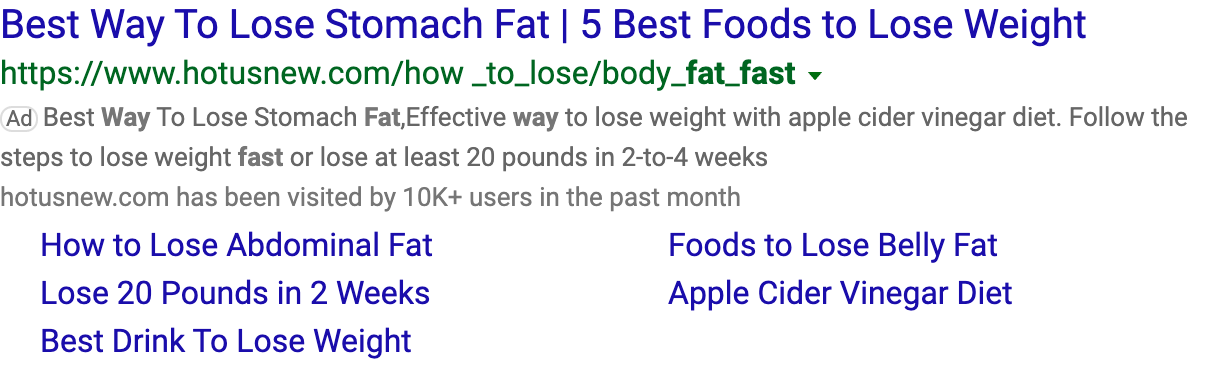 Best Way To Lose Stomach Fat | 5 Best Foods to Lose Weight
https://www.hotusnew.com/how _to_lose/body_fat_fast
Ad Best Way To Lose Stomach Fat,Effective way to lose weight with apple cider vinegar diet. Follow the
steps to lose weight fast or lose at least 20 pounds in 2-to-4 weeks
hotusnew.com has been visited by 10K+ users in the past month
How to Lose Abdominal Fat
Foods to Lose Belly Fat
Lose 20 Pounds in 2 Weeks
Apple Cider Vinegar Diet
Best Drink To Lose Weight